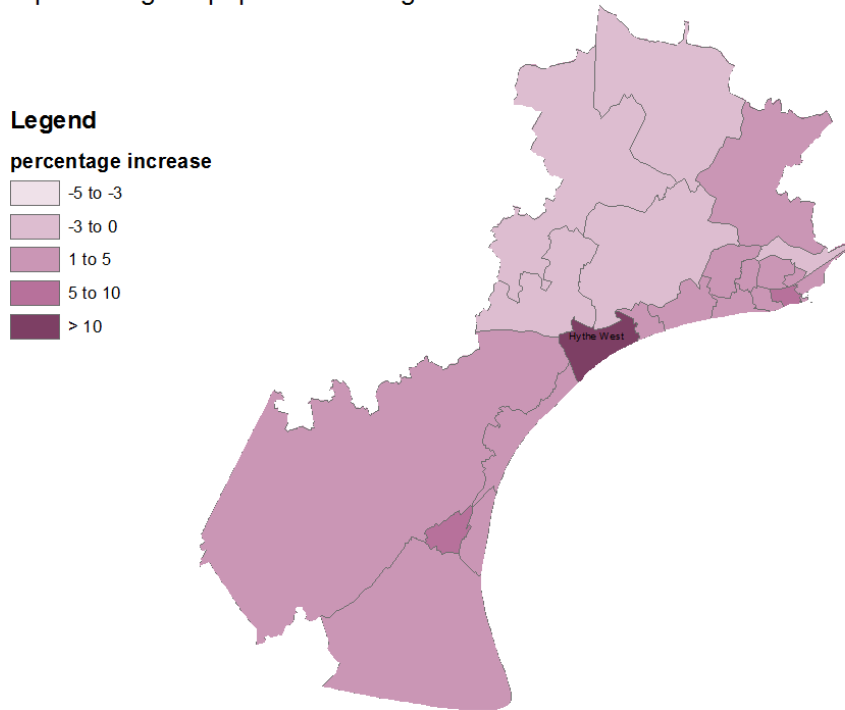 Legend
percentage increase
-5 to -3
-3 to 0
1 to 5
5 to 10
> 10
Hythe West